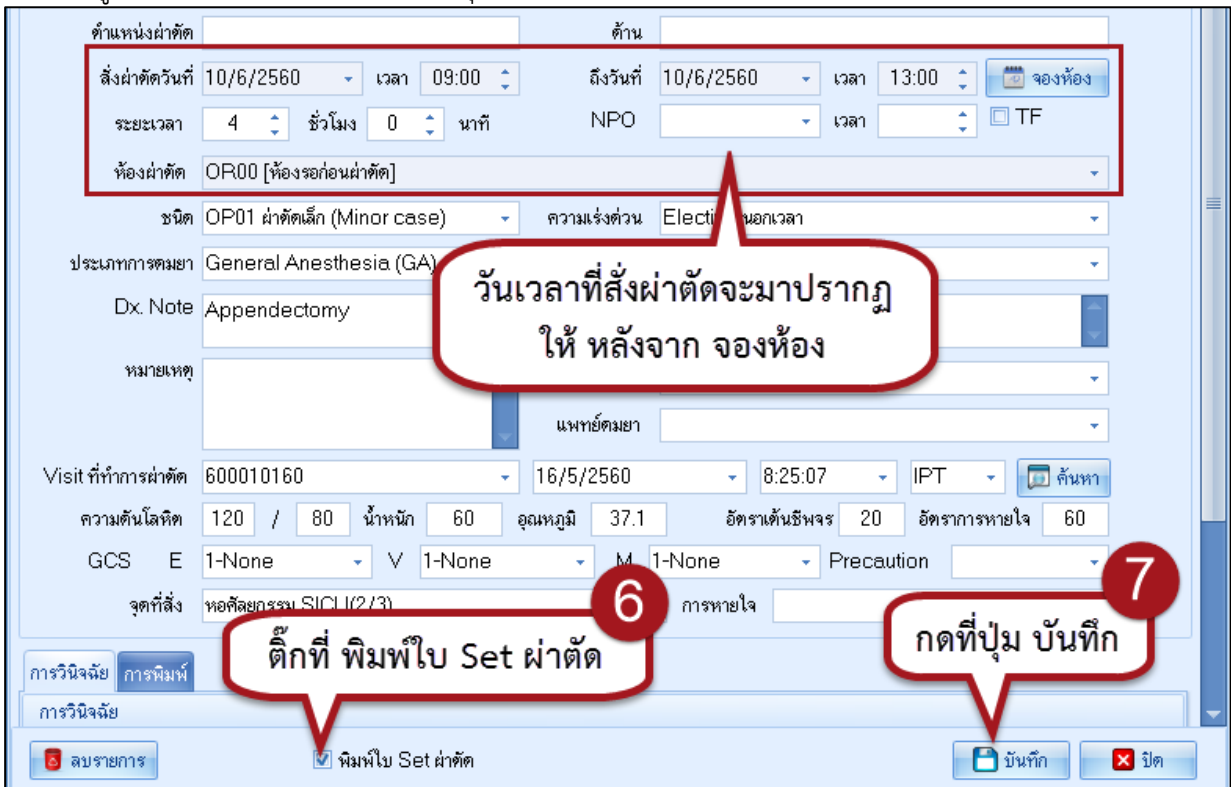 ตำแหน่งผ่าตัด ด้าน
สั่งผ่าตัดวันที่ 10/6/2560 เวลา 09:00 ถึงวันที่ 10/6/2560 เวลา 13:00 จองห้อง
ระยะเวลา 4 ชั่วโมง 0 นาที NPO เวลา TF
ห้องผ่าตัด OR00 [ห้องรอก่อนผ่าตัด]
ชนิด OP01 ผ่าตัดเล็ก (Minor case) ความเร่งด่วน Electi นอกเวลา
ประเภทการดมยา General Anesthesia (GA)
วันเวลาที่สั่งผ่าตัดจะมาปรากฏ
ให้ หลังจาก จองห้อง
Dx. Note Appendectomy
หมายเหตุ
แพทย์ดมยา
Visit ที่ทำการผ่าตัด 600010160 16/5/2560 8:25:07 IPT ค้นหา
ความดันโลหิต 120 / 80 น้ำหนัก 60 อุณหภูมิ 37.1 อัตราเต้นชีพจร 20 อัตราการหายใจ 60
GCS E 1-None V 1-None M 1-None Precaution
จุดที่สั่ง หอศัลยกรรม SICU(2/3) การหายใจ
6
ติ๊กที่ พิมพ์ใบ Set ผ่าตัด
7
กดที่ปุ่ม บันทึก
การวินิจฉัย การพิมพ์
การวินิจฉัย
ลบรายการ พิมพ์ใบ Set ผ่าตัด บันทึก ปิด